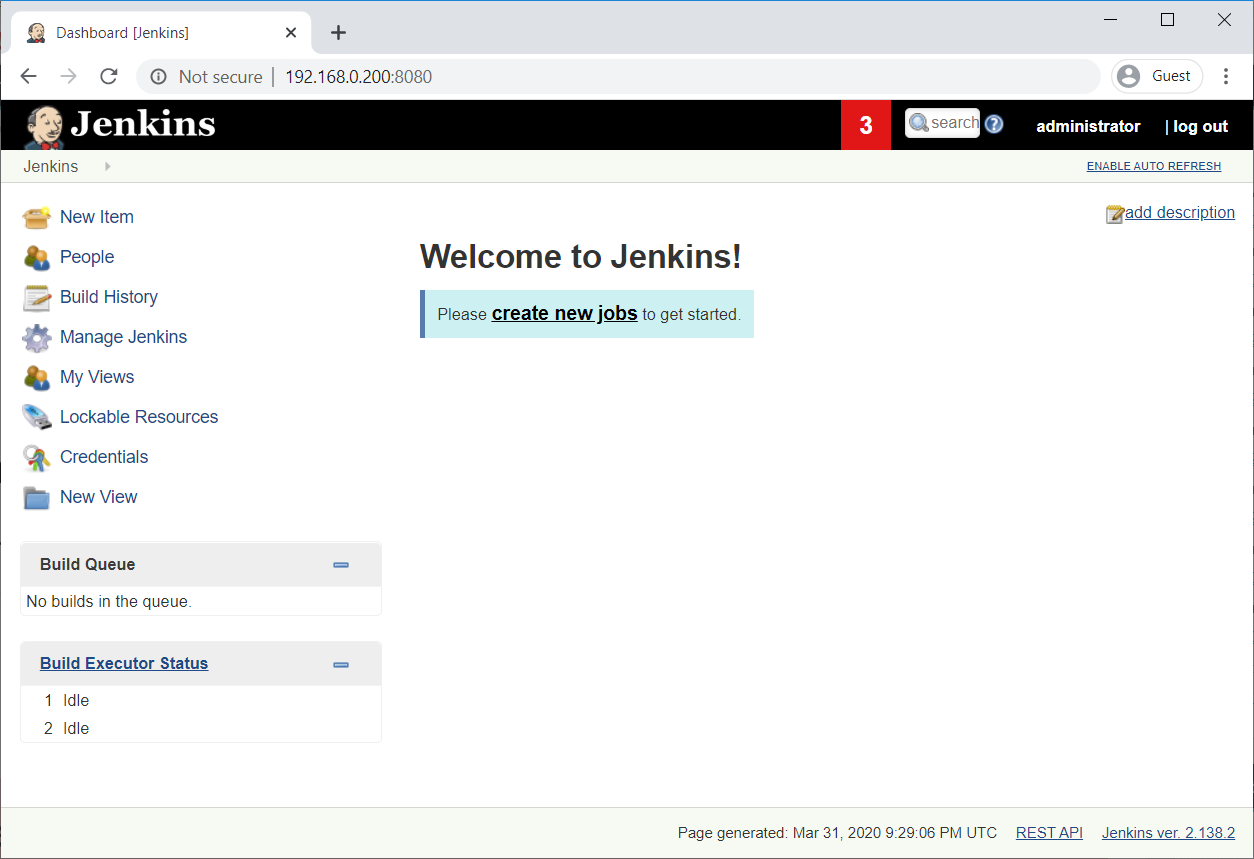 Dashboard [Jenkins]
Not secure | 192.168.0.200:8080
Guest
Jenkins
3
search
administrator
| log out
Jenkins
ENABLE AUTO REFRESH
New Item
People
Build History
Manage Jenkins
My Views
Lockable Resources
Credentials
New View
Build Queue
No builds in the queue.
Build Executor Status
1 Idle
2 Idle
add description
Welcome to Jenkins!
Please create new jobs to get started.
Page generated: Mar 31, 2020 9:29:06 PM UTC REST API Jenkins ver. 2.138.2